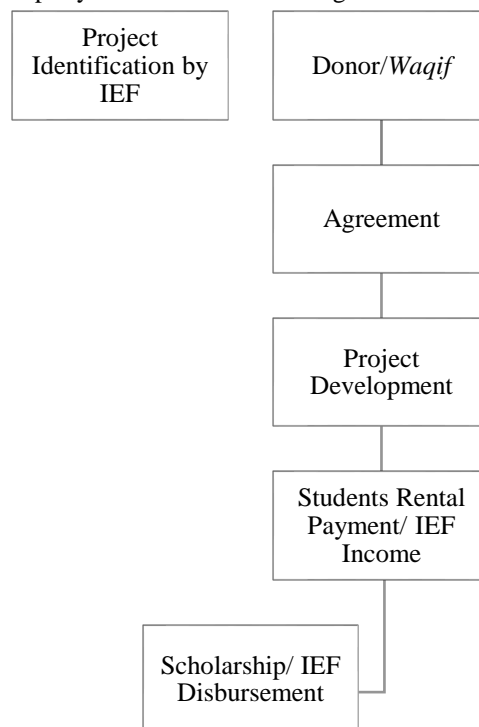 Project
Identification by
IEF
Donor/Waqif
Agreement
Project
Development
Students Rental
Payment/ IEF
Income
Scholarship/ IEF
Disbursement